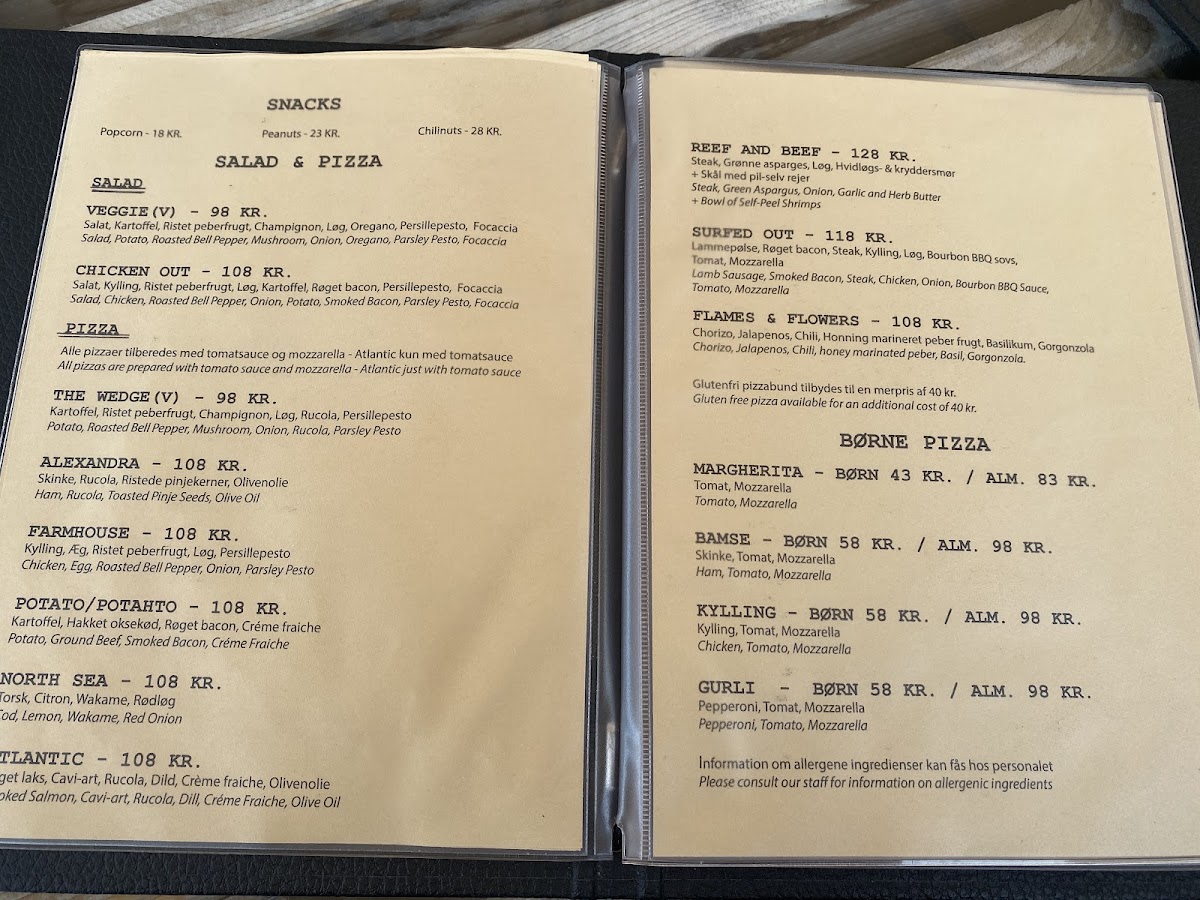 SNACKS
Popcorn - 18 KR. Peanuts - 23 KR. Chilinuts - 28 KR.
SALAD & PIZZA
SALAD
VEGGIE(V) - 98 KR.
Salat, Kartoffel, Ristet peberfrugt, Champignon, Løg, Oregano, Persillepesto, Focaccia
Salad, Potato, Roasted Bell Pepper, Mushroom, Onion, Oregano, Parsley Pesto, Focaccia
CHICKEN OUT - 108 KR.
Salat, Kylling, Ristet peberfrugt, Løg, Kartoffel, Røget bacon, Persillepesto, Focaccia
Salad, Chicken, Roasted Bell Pepper, Onion, Potato, Smoked Bacon, Parsley Pesto, Focaccia
PIZZA
Alle pizzaer tilberedes med tomatsauce og mozzarella - Atlantic kun med tomatsauce
All pizzas are prepared with tomato sauce and mozzarella - Atlantic just with tomato sauce
THE WEDGE(V) - 98 KR.
Kartoffel, Ristet peberfrugt, Champignon, Løg, Rucola, Persillepesto
Potato, Roasted Bell Pepper, Mushroom, Onion, Rucola, Parsley Pesto
ALEXANDRA - 108 KR.
Skinke, Rucola, Ristede pinjekerner, Olivenolie
Ham, Rucola, Toasted Pinje Seeds, Olive Oil
FARMHOUSE - 108 KR.
Kylling, Æg, Ristet peberfrugt, Løg, Persillepesto
Chicken, Egg, Roasted Bell Pepper, Onion, Parsley Pesto
POTATO/POTAHTO - 108 KR.
Kartoffel, Hakket oksekød, Røget bacon, Créme fraiche
Potato, Ground Beef, Smoked Bacon, Créme Fraiche
NORTH SEA - 108 KR.
Torsk, Citron, Wakame, Rødløg
Cod, Lemon, Wakame, Red Onion
TLANTIC - 108 KR.
get laks, Cavi-art, Rucola, Dild, Crème fraiche, Olivenolie
oked Salmon, Cavi-art, Rucola, Dill, Créme Fraiche, Olive Oil
REEF AND BEEF - 128 KR.
Steak, Grønne asparges, Løg, Hvidløgs- & kryddersmør
+ Skål med pil-selv rejer
Steak, Green Aspargus, Onion, Garlic and Herb Butter
+ Bowl of Self-Peel Shrimps
SURFED OUT - 118 KR.
Lammepølse, Røget bacon, Steak, Kylling, Løg, Bourbon BBQ sovs,
Tomat, Mozzarella
Lamb Sausage, Smoked Bacon, Steak, Chicken, Onion, Bourbon BBQ Sauce,
Tomato, Mozzarella
FLAMES & FLOWERS - 108 KR.
Chorizo, Jalapenos, Chili, Honning marineret peber frugt, Basilikum, Gorgonzola
Chorizo, Jalapenos, Chili, honey marinated peber, Basil, Gorgonzola.
Glutenfri pizzabund tilbydes til en merpris af 40 kr.
Gluten free pizza available for an additional cost of 40 kr.
BØRNE PIZZA
MARGHERITA - BØRN 43 KR. / ALM. 83 KR.
Tomat, Mozzarella
Tomato, Mozzarella
BAMSE - BØRN 58 KR. / ALM. 98 KR.
Skinke, Tomat, Mozzarella
Ham, Tomato, Mozzarella
KYLLING - BØRN 58 KR. / ALM. 98 KR.
Kylling, Tomat, Mozzarella
Chicken, Tomato, Mozzarella
GURLI - BØRN 58 KR. / ALM. 98 KR.
Pepperoni, Tomat, Mozzarella
Pepperoni, Tomato, Mozzarella
Information om allergene ingredienser kan fås hos personalet
Please consult our staff for information on allergenic ingredients